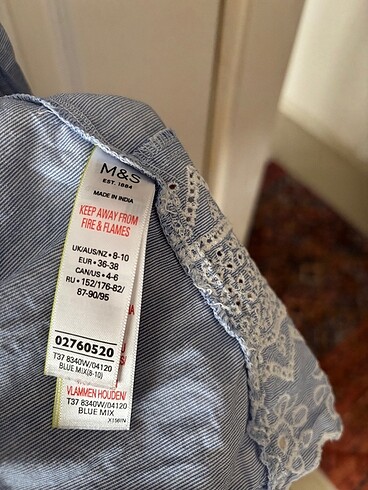 M&S
EST. 1884
MADE IN INDIA
KEEP AWAY FROM
FIRE & FLAMES
UK/AUS/NZ • 8-10
EUR • 36-38
CAN/US • 4-6
RU • 152/176-82/
87-90/95
02760520
T37 8340W/04120
BLUE MIX(8-10)
VLAMMEN HOUDEN/
T37 8340W/04120
BLUE MIX